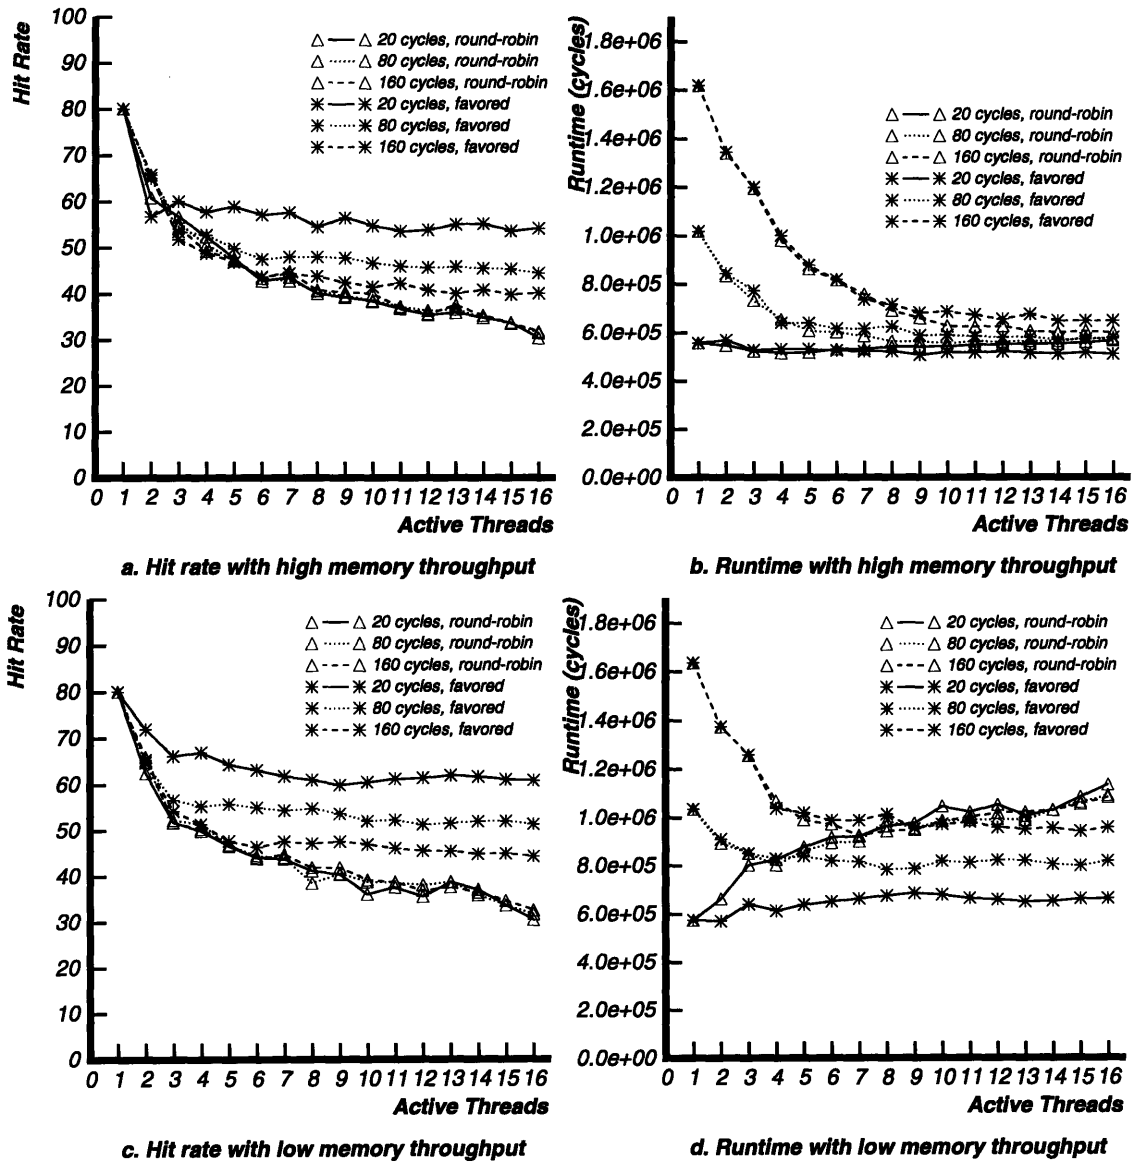 Hit Rate
100
90
80
70
60
50
40
30
20
10
0
20 cycles, round-robin
80 cycles, round-robin
160 cycles, round-robin
20 cycles, favored
80 cycles, favored
160 cycles, favored
0 1 2 3 4 5 6 7 8 9 10 11 12 13 14 15 16
Active Threads
a. Hit rate with high memory throughput
Runtime (cycles)
1.8e+06
1.6e+06
1.4e+06
1.2e+06
1.0e+06
8.0e+05
6.0e+05
4.0e+05
2.0e+05
0.0e+00
20 cycles, round-robin
80 cycles, round-robin
160 cycles, round-robin
20 cycles, favored
80 cycles, favored
160 cycles, favored
0 1 2 3 4 5 6 7 8 9 10 11 12 13 14 15 16
Active Threads
b. Runtime with high memory throughput
Hit Rate
100
90
80
70
60
50
40
30
20
10
0
20 cycles, round-robin
80 cycles, round-robin
160 cycles, round-robin
20 cycles, favored
80 cycles, favored
160 cycles, favored
0 1 2 3 4 5 6 7 8 9 10 11 12 13 14 15 16
Active Threads
c. Hit rate with low memory throughput
Runtime (cycles)
1.8e+06
1.6e+06
1.4e+06
1.2e+06
1.0e+06
8.0e+05
6.0e+05
4.0e+05
2.0e+05
0.0e+00
20 cycles, round-robin
80 cycles, round-robin
160 cycles, round-robin
20 cycles, favored
80 cycles, favored
160 cycles, favored
0 1 2 3 4 5 6 7 8 9 10 11 12 13 14 15 16
Active Threads
d. Runtime with low memory throughput